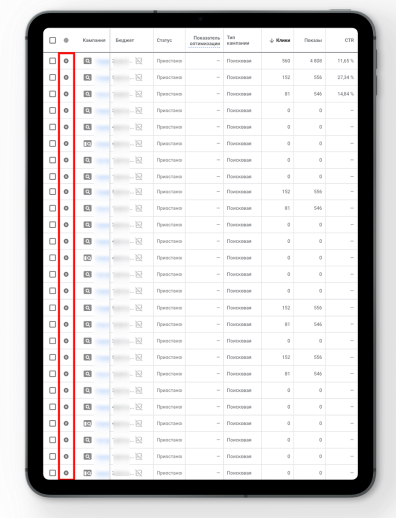 Кампания Бюджет Статус Показатель оптимизации Тип кампании ↓ Клики Показы CTR
Приостано — Поисковая 560 4 808 11,65 %
Приостано — Поисковая 152 556 27,34 %
Приостано — Поисковая 81 546 14,84 %
Приостано — Поисковая 0 0 —
Приостано — Поисковая 0 0 —
Приостано — Поисковая 0 0 —
Приостано — Поисковая 0 0 —
Приостано — Поисковая 0 0 —
Приостано — Поисковая 152 556
Приостано — Поисковая 81 546
Приостано — Поисковая 0 0 —
Приостано — Поисковая 0 0 —
Приостано — Поисковая 0 0 —
Приостано — Поисковая 0 0 —
Приостано — Поисковая 0 0 —
Приостано — Поисковая 152 556
Приостано — Поисковая 81 546
Приостано — Поисковая 0 0 —
Приостано — Поисковая 152 556
Приостано — Поисковая 81 546
Приостано — Поисковая 0 0 —
Приостано — Поисковая 0 0 —
Приостано — Поисковая 0 0 —
Приостано — Поисковая 0 0 —
Приостано — Поисковая 0 0 —
Приостано — Поисковая 0 0 —